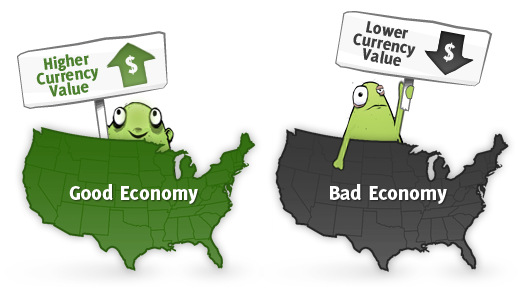 Higher
Currency
Value
$
Good Economy
Lower
Currency
Value
$
Bad Economy